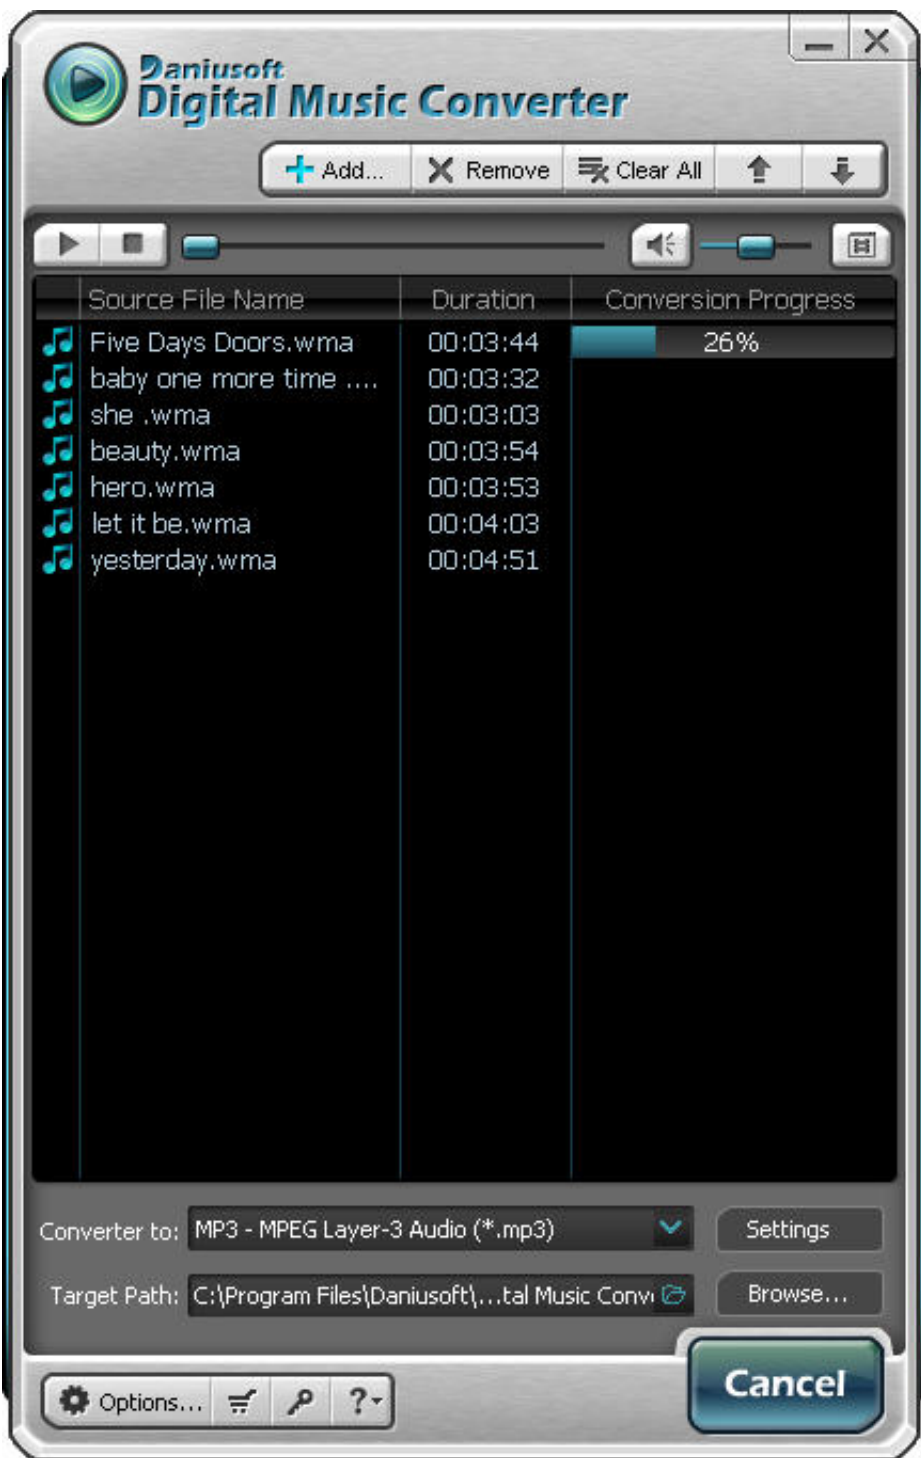 Daniusoft
Digital Music Converter
Add... Remove Clear All
Source File Name Duration Conversion Progress
Five Days Doors.wma 00:03:44 26%
baby one more time .... 00:03:32
she .wma 00:03:03
beauty.wma 00:03:54
hero.wma 00:03:53
let it be.wma 00:04:03
yesterday.wma 00:04:51
Converter to: MP3 - MPEG Layer-3 Audio (*.mp3) Settings
Target Path: C:\Program Files\Daniusoft\...tal Music Conv Browse...
Options... ? Cancel